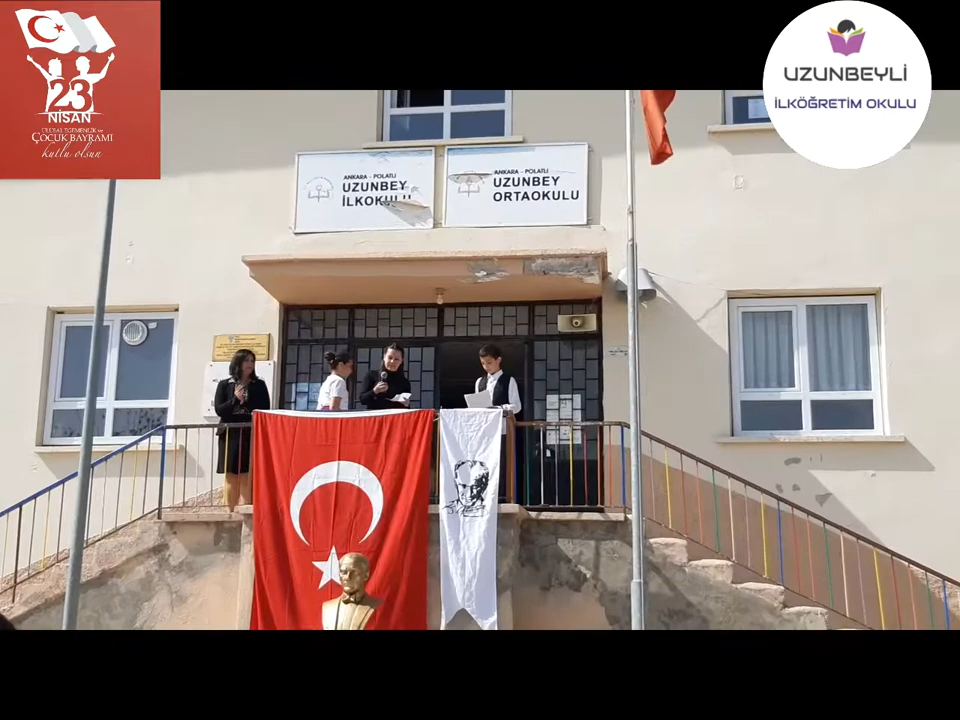 23
NİSAN
ULUSAL EGEMENLİK ve
ÇOCUK BAYRAMI
kutlu olsun
UZUNBEYLİ
İLKÖĞRETİM OKULU
ANKARA - POLATLI
UZUNBEY
İLKOKULU
ANKARA - POLATLI
UZUNBEY
ORTAOKULU